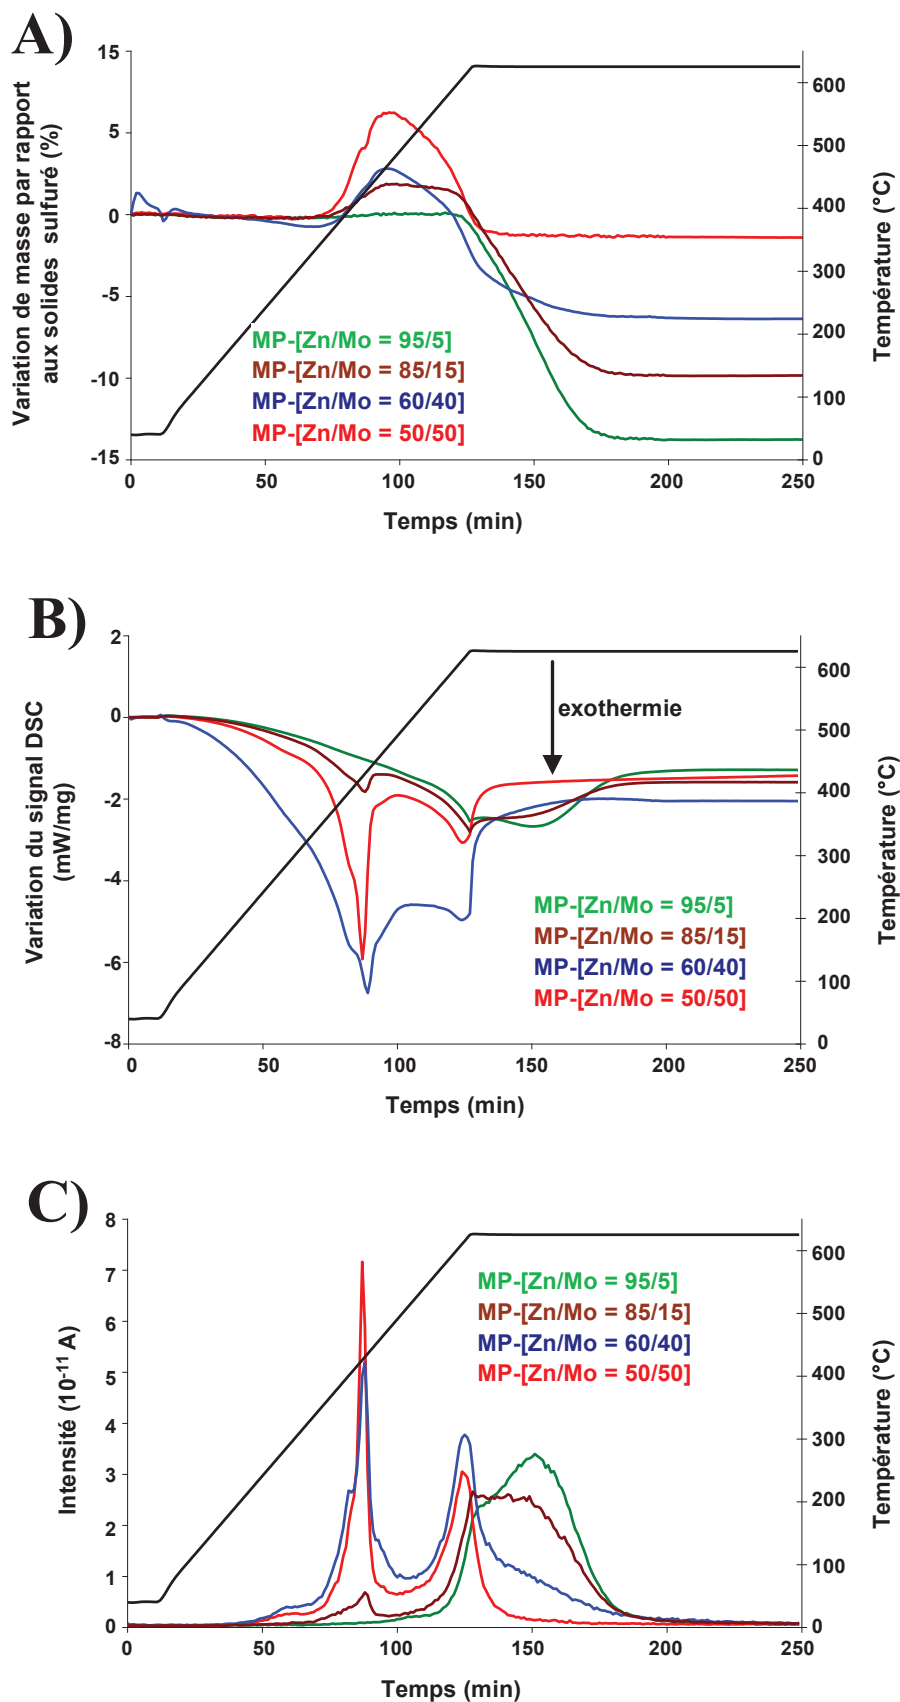 A)
Variation de masse par rapport
aux solides sulfuré (%)
15
5
0
-5
-10
-15
600
500
400
300
200
100
0
Température (°C)
MP-[Zn/Mo = 95/5]
MP-[Zn/Mo = 85/15]
MP-[Zn/Mo = 60/40]
MP-[Zn/Mo = 50/50]
0 50 100 150 200 250
Temps (min)
B)
Variation du signal DSC
(mW/mg)
2
0
-2
-4
-6
-8
600
500
400
300
200
100
0
Température (°C)
exothermie
MP-[Zn/Mo = 95/5]
MP-[Zn/Mo = 85/15]
MP-[Zn/Mo = 60/40]
MP-[Zn/Mo = 50/50]
0 50 100 150 200 250
Temps (min)
C)
Intensité (10⁻¹¹ A)
8
7
6
5
4
3
2
1
0
600
500
400
300
200
100
0
Température (°C)
MP-[Zn/Mo = 95/5]
MP-[Zn/Mo = 85/15]
MP-[Zn/Mo = 60/40]
MP-[Zn/Mo = 50/50]
0 50 100 150 200 250
Temps (min)